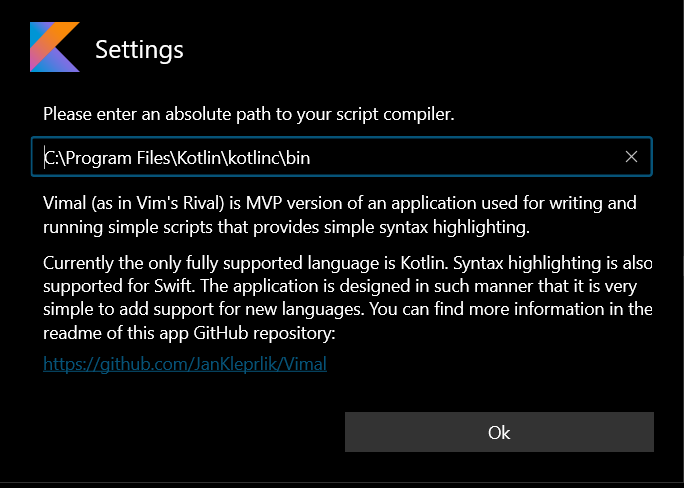 Settings
Please enter an absolute path to your script compiler.
C:\Program Files\Kotlin\kotlinc\bin
Vimal (as in Vim's Rival) is MVP version of an application used for writing and
running simple scripts that provides simple syntax highlighting.
Currently the only fully supported language is Kotlin. Syntax highlighting is also
supported for Swift. The application is designed in such manner that it is very
simple to add support for new languages. You can find more information in the
readme of this app GitHub repository:
https://github.com/JanKleprlik/Vimal
Ok